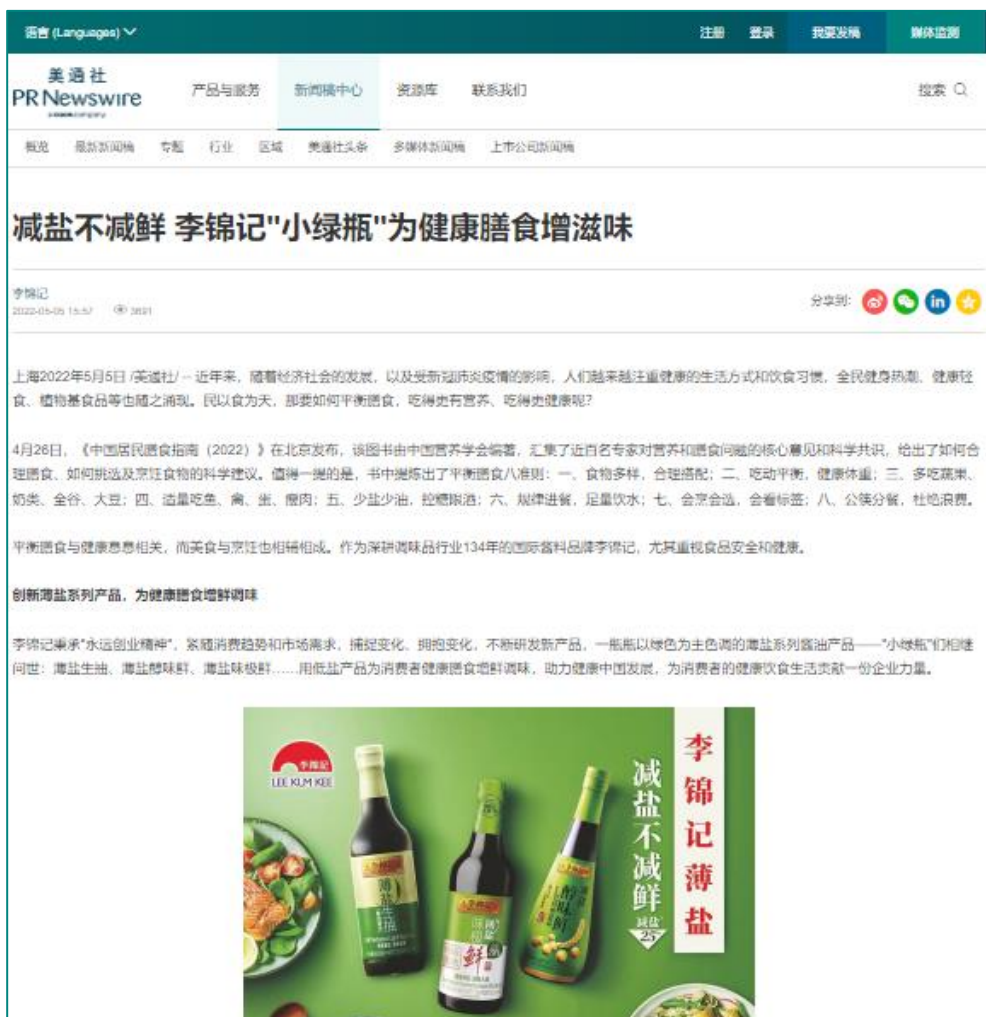 语言 (Languages)
注册 登录 我要发稿 媒体监测
美通社
PR Newswire
a cision company
产品与服务 新闻稿中心 资源库 联系我们
搜索
概览 最新新闻稿 专题 行业 区域 美通社头条 多媒体新闻稿 上市公司新闻稿
减盐不减鲜 李锦记"小绿瓶"为健康膳食增滋味
李锦记
2022-05-05 15:57 3691
分享到:
上海2022年5月5日 /美通社/ -- 近年来，随着经济社会的发展，以及受新冠肺炎疫情的影响，人们越来越注重健康的生活方式和饮食习惯，全民健身热潮、健康轻
食、植物基食品等也随之涌现。民以食为天，那要如何平衡膳食，吃得更有营养、吃得更健康呢？
4月26日，《中国居民膳食指南（2022）》在北京发布，该图书由中国营养学会编著，汇集了近百名专家对营养和膳食问题的核心意见和科学共识，给出了如何合
理膳食、如何挑选及烹饪食物的科学建议。值得一提的是，书中提炼出了平衡膳食八准则：一、食物多样，合理搭配；二、吃动平衡，健康体重；三、多吃蔬果、
奶类、全谷、大豆；四、适量吃鱼、禽、蛋、瘦肉；五、少盐少油，控糖限酒；六、规律进餐，足量饮水；七、会烹会选，会看标签；八、公筷分餐，杜绝浪费。
平衡膳食与健康息息相关，而美食与烹饪也相辅相成。作为深耕调味品行业134年的国际酱料品牌李锦记，尤其重视食品安全和健康。
创新薄盐系列产品，为健康膳食增鲜调味
李锦记秉承"永远创业精神"，紧随消费趋势和市场需求，捕捉变化、拥抱变化，不断研发新产品，一瓶瓶以绿色为主色调的薄盐系列酱油产品——"小绿瓶"们相继
问世：薄盐生抽、薄盐醇味鲜、薄盐味极鲜……用低盐产品为消费者健康膳食增鲜调味，助力健康中国发展，为消费者的健康饮食生活贡献一份企业力量。
李锦记
LEE KUM KEE
李锦记薄盐
减盐不减鲜
减盐
25
薄盐生抽
鲜
醇味鲜